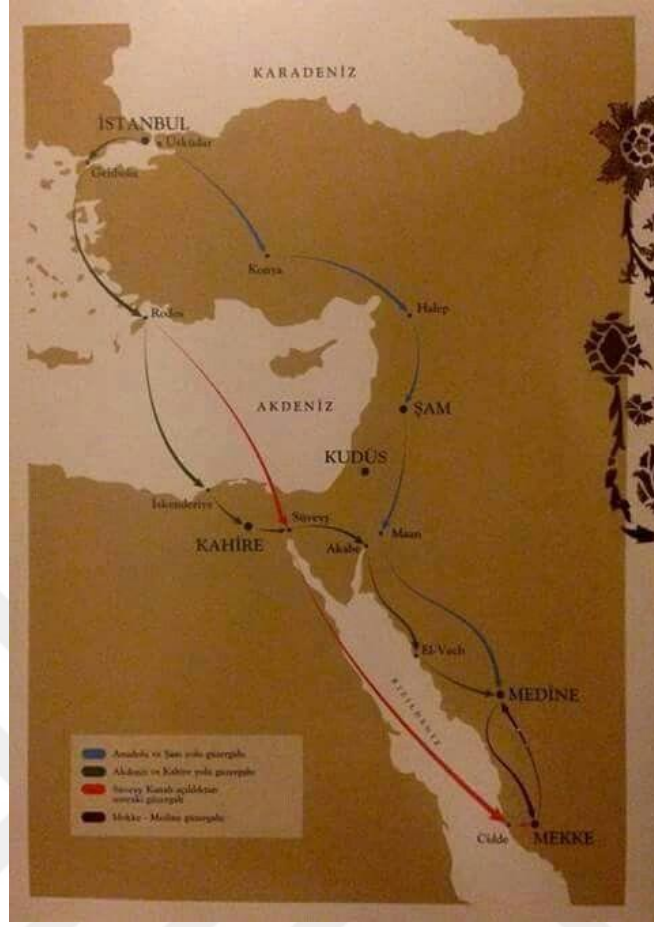 KARADENİZ
İSTANBUL
Üsküdar
Gelibolu
Konya
Rodos
Halep
AKDENİZ
ŞAM
KUDÜS
İskenderiye
Süveyş
KAHİRE
Akabe
Maan
El-Vech
MEDİNE
KIZILDENİZ
Anadolu ve Şam yolu güzergahı
Akdeniz ve Kahire yolu güzergahı
Süveyş Kanalı açıldıktan
sonraki güzergah
Mekke - Medine güzergahı
Cidde
MEKKE